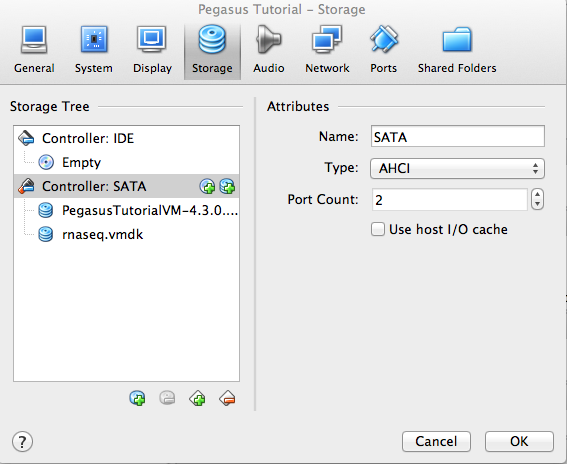 Pegasus Tutorial – Storage
General System Display Storage Audio Network Ports Shared Folders
Storage Tree
Controller: IDE
Empty
Controller: SATA
PegasusTutorialVM-4.3.0....
rnaseq.vmdk
Attributes
Name: SATA
Type: AHCI
Port Count: 2
Use host I/O cache
? Cancel OK